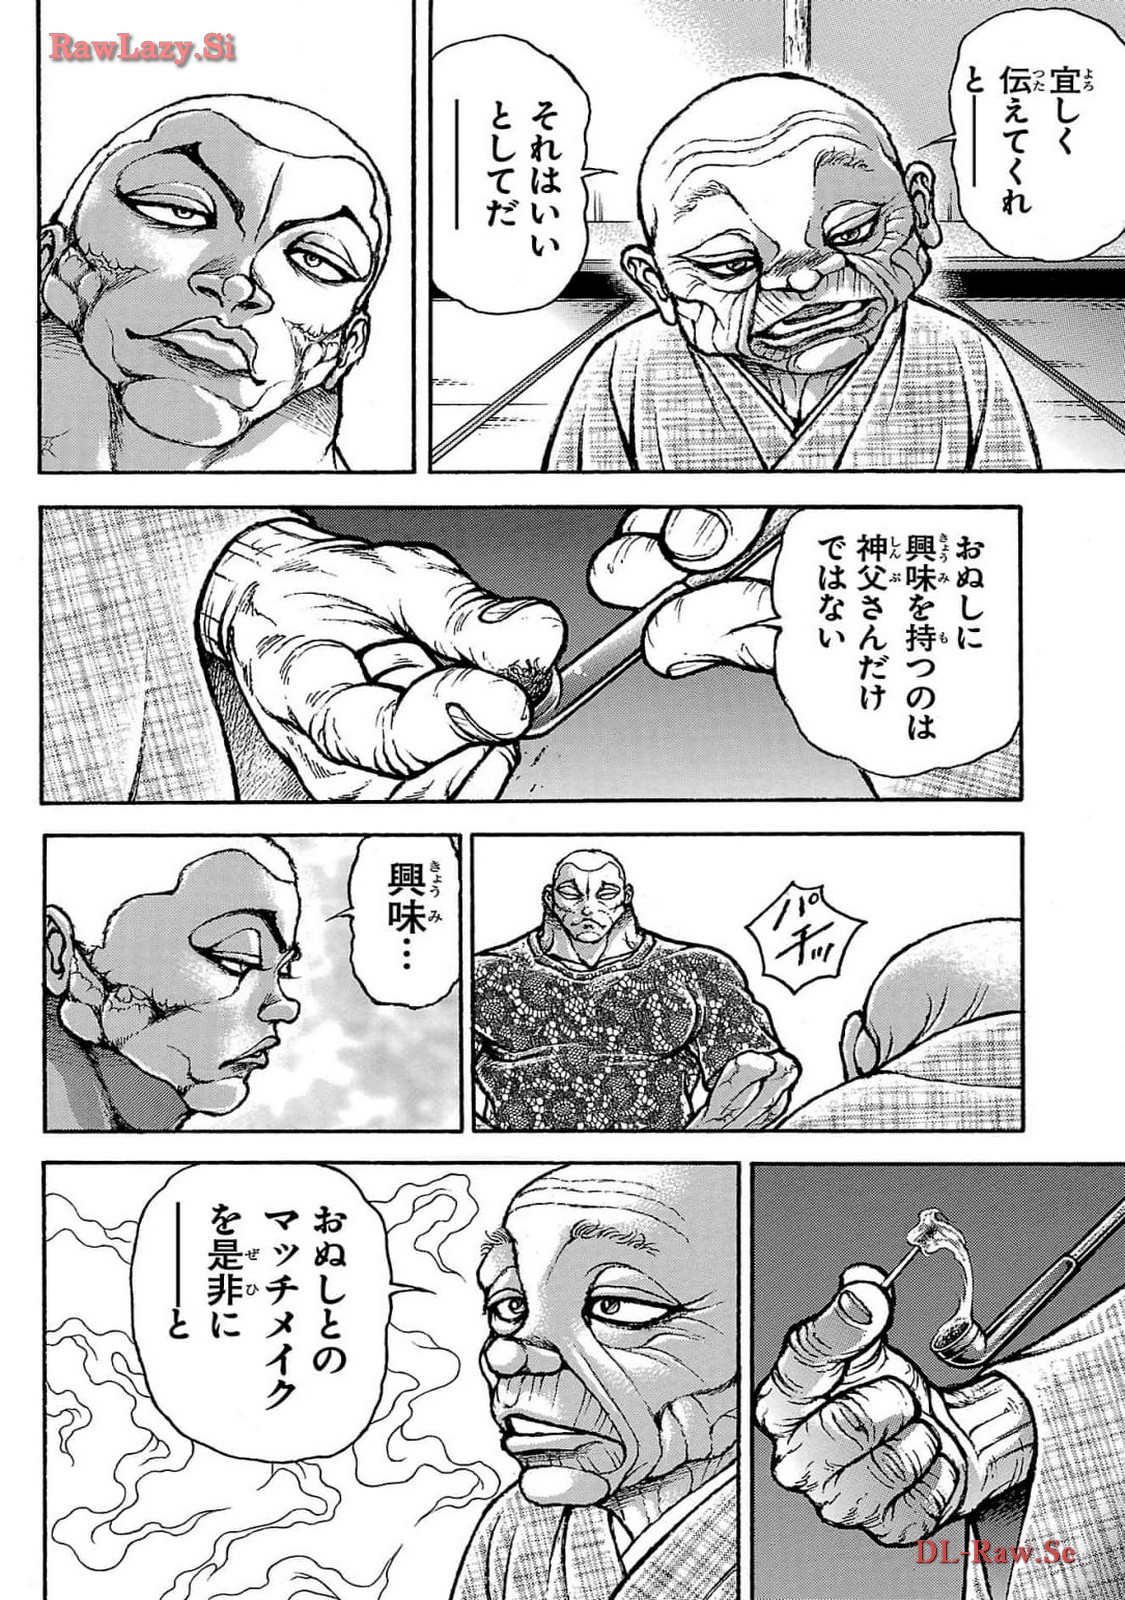 RawLazy.Si
宜しく
伝えてくれ
と――
それはいい
としてだ
――
おぬしに
興味を持つのは
神父さんだけ
ではない
パチッ
興味…
おぬしとの
マッチメイク
を是非に
――と
DL-Raw.Se